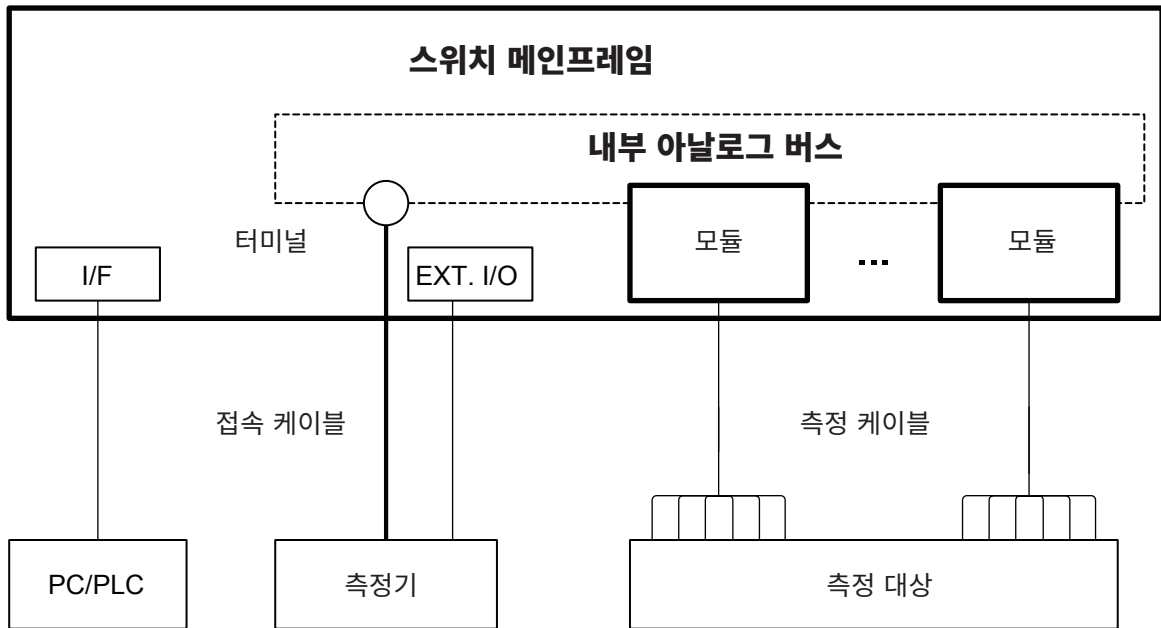 스위치 메인프레임
내부 아날로그 버스
터미널
I/F
EXT. I/O
모듈
...
모듈
접속 케이블
측정 케이블
PC/PLC
측정기
측정 대상